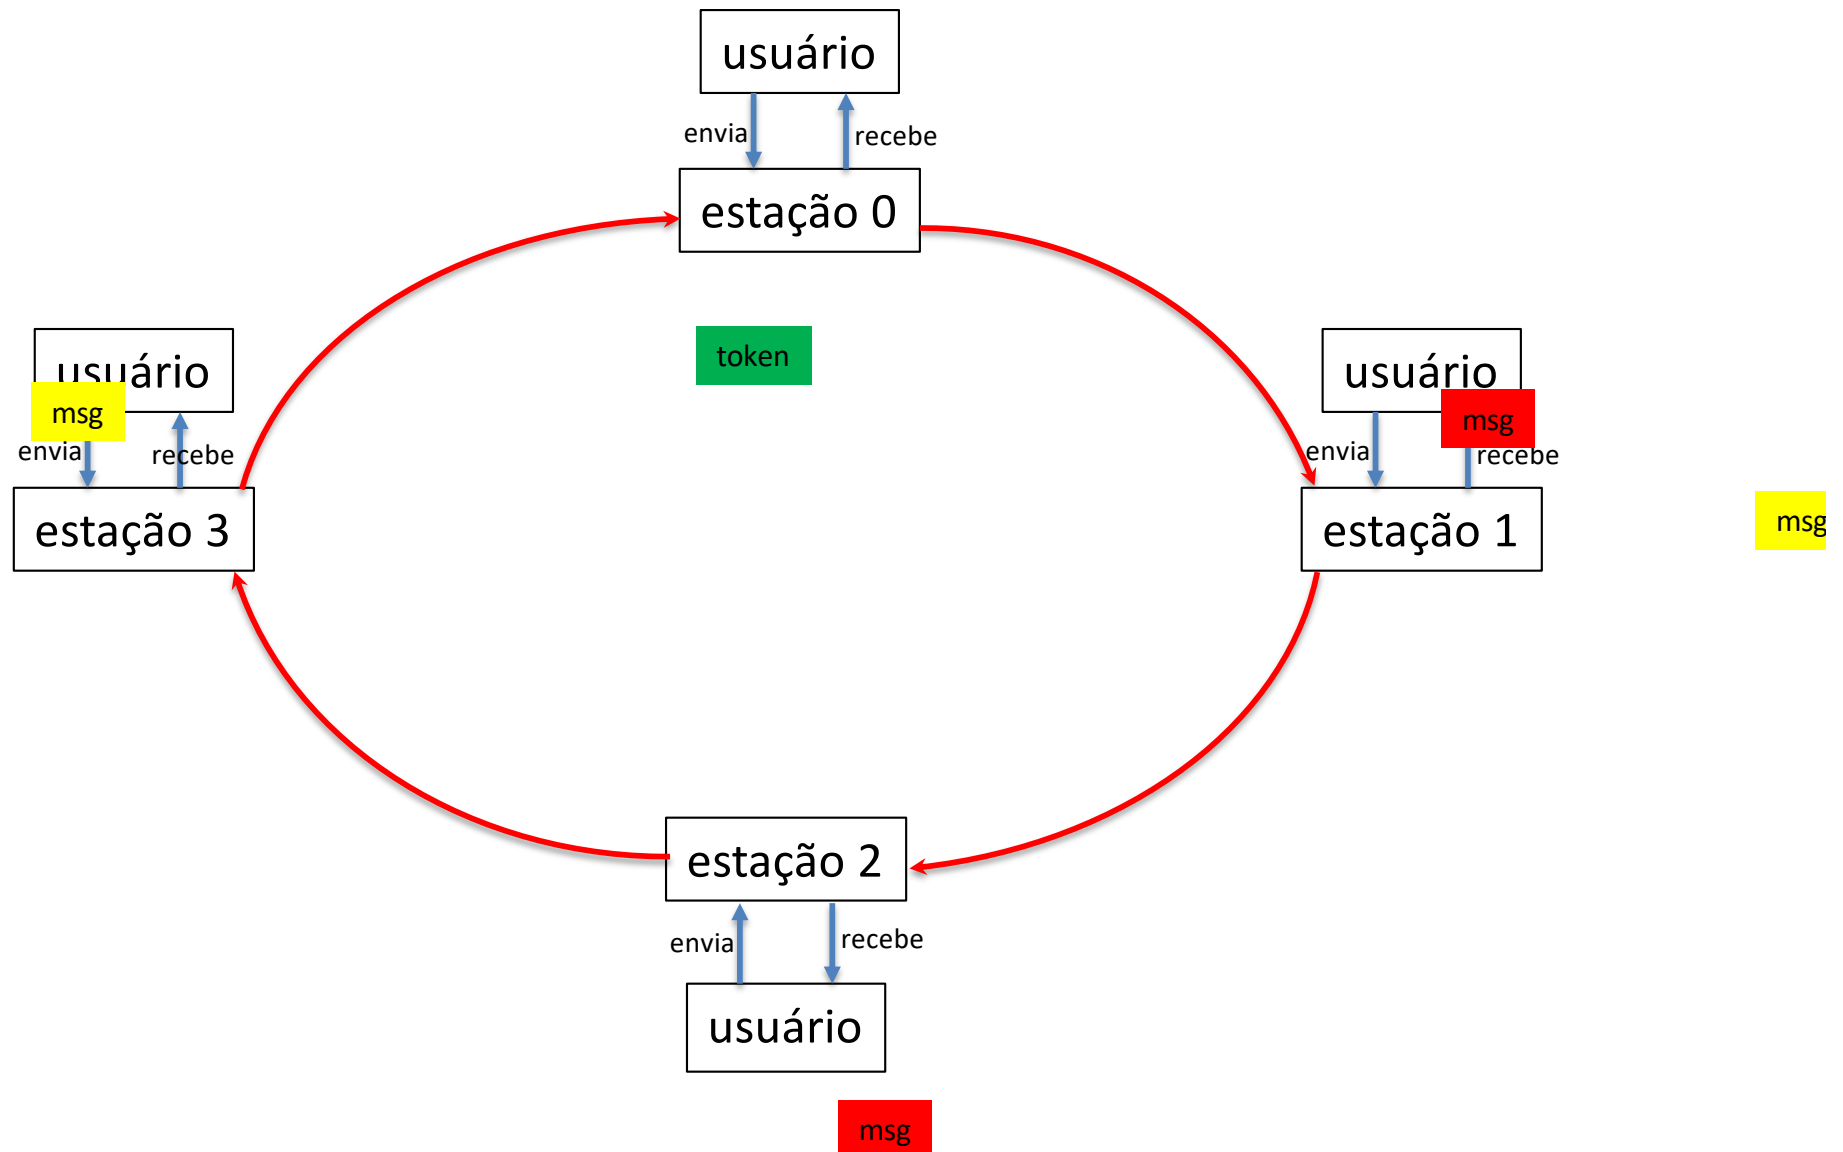 usuário
envia
recebe
estação 0
token
usuário
msg
envia
recebe
estação 3
usuário
msg
envia
recebe
estação 1
msg
estação 2
envia
recebe
usuário
msg